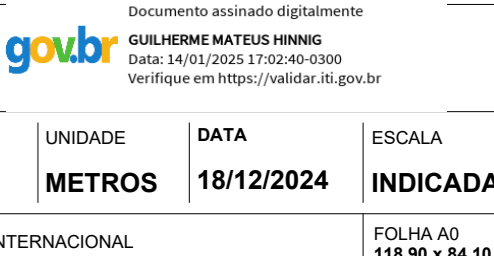 Documento assinado digitalmente
gov.br
GUILHERME MATEUS HINNIG
Data: 14/01/2025 17:02:40-0300
Verifique em https://validar.iti.gov.br
UNIDADE DATA ESCALA
METROS 18/12/2024 INDICADA
NTERNACIONAL
FOLHA A0
118,90 x 84,10